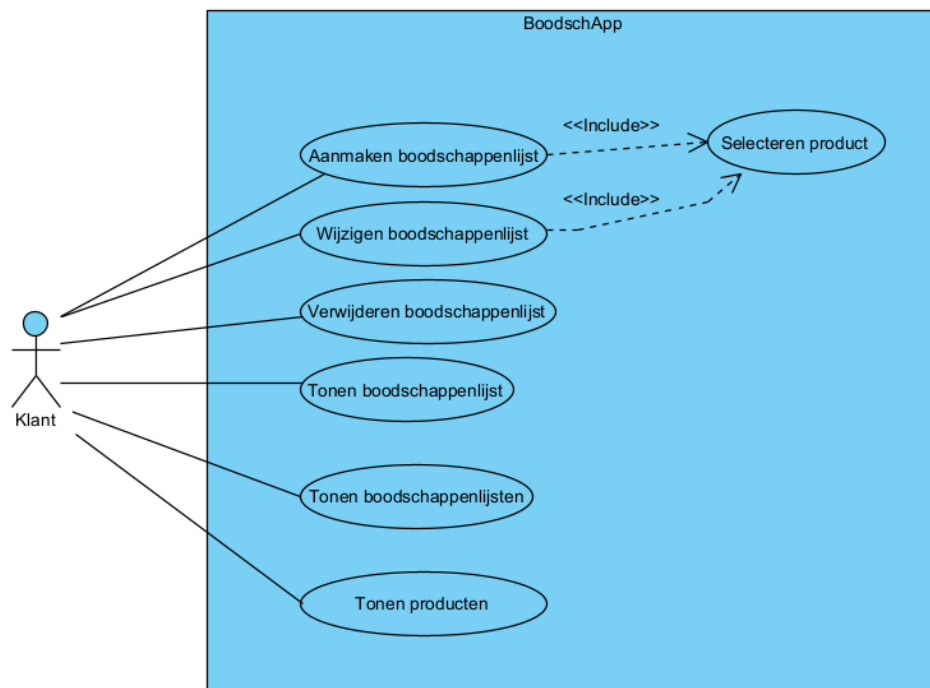 BoodschApp
<<Include>>
Aanmaken boodschappenlijst
Selecteren product
<<Include>>
Wijzigen boodschappenlijst
Verwijderen boodschappenlijst
Tonen boodschappenlijst
Klant
Tonen boodschappenlijsten
Tonen producten